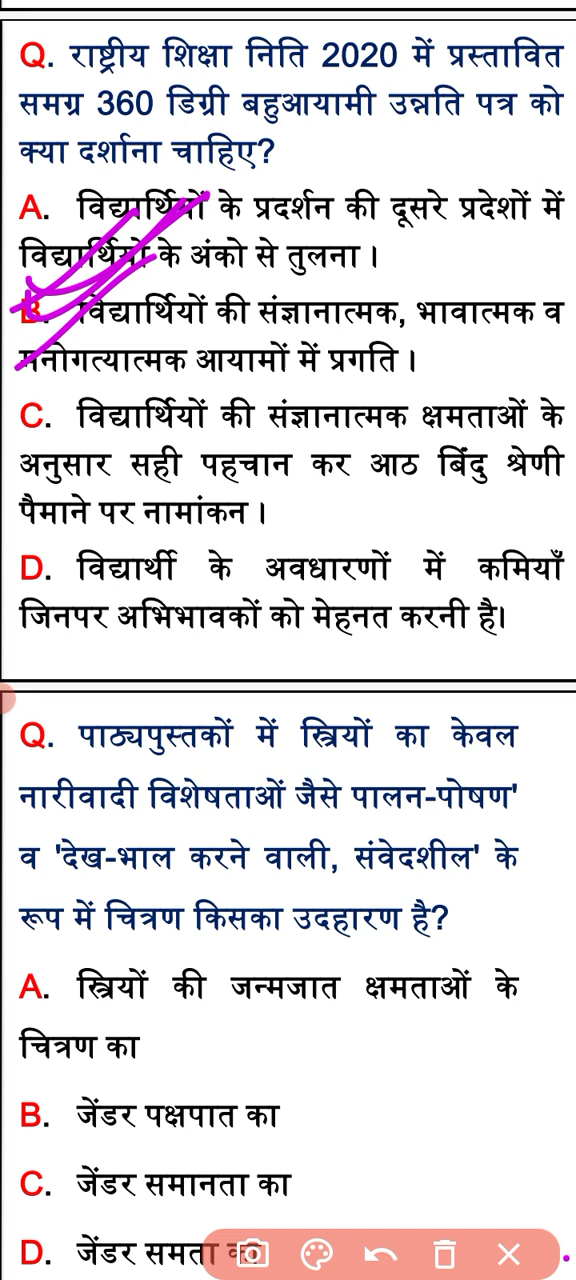 Q. राष्ट्रीय शिक्षा निति 2020 में प्रस्तावित
समग्र 360 डिग्री बहुआयामी उन्नति पत्र को
क्या दर्शाना चाहिए?
A. विद्यार्थियों के प्रदर्शन की दूसरे प्रदेशों में
विद्यार्थियों के अंको से तुलना ।
B. विद्यार्थियों की संज्ञानात्मक, भावात्मक व
मनोगत्यात्मक आयामों में प्रगति ।
C. विद्यार्थियों की संज्ञानात्मक क्षमताओं के
अनुसार सही पहचान कर आठ बिंदु श्रेणी
पैमाने पर नामांकन ।
D. विद्यार्थी के अवधारणों में कमियाँ
जिनपर अभिभावकों को मेहनत करनी है।
Q. पाठ्यपुस्तकों में स्त्रियों का केवल
नारीवादी विशेषताओं जैसे पालन-पोषण'
व 'देख-भाल करने वाली, संवेदशील' के
रूप में चित्रण किसका उदहारण है?
A. स्त्रियों की जन्मजात क्षमताओं के
चित्रण का
B. जेंडर पक्षपात का
C. जेंडर समानता का
D. जेंडर समता का